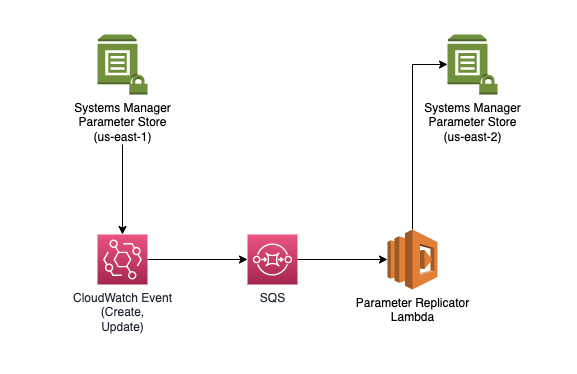 Systems Manager
Parameter Store
(us-east-1)
Systems Manager
Parameter Store
(us-east-2)
CloudWatch Event
(Create,
Update)
SQS
Parameter Replicator
Lambda